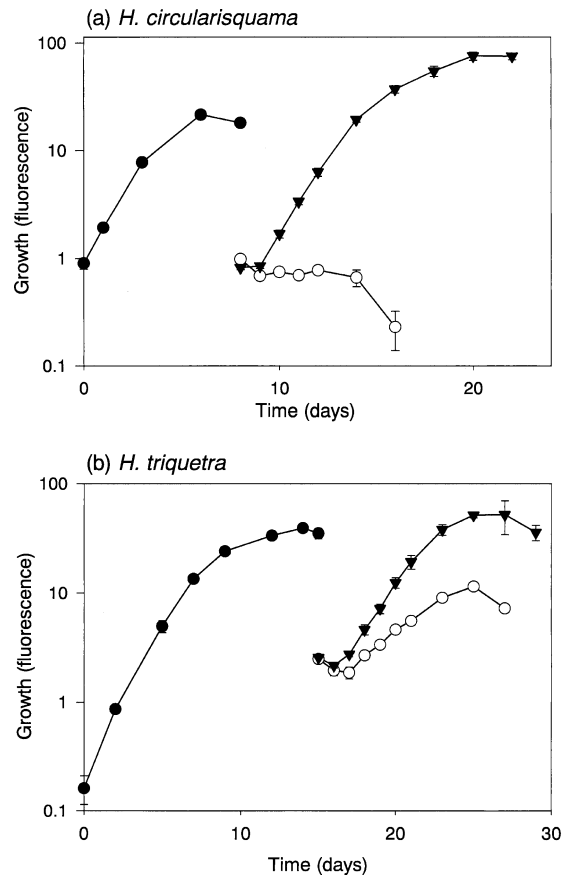 (a) H. circularisquama
100
10
1
0.1
Growth (fluorescence)
0 10 20
Time (days)
(b) H. triquetra
100
10
1
0.1
Growth (fluorescence)
0 10 20 30
Time (days)